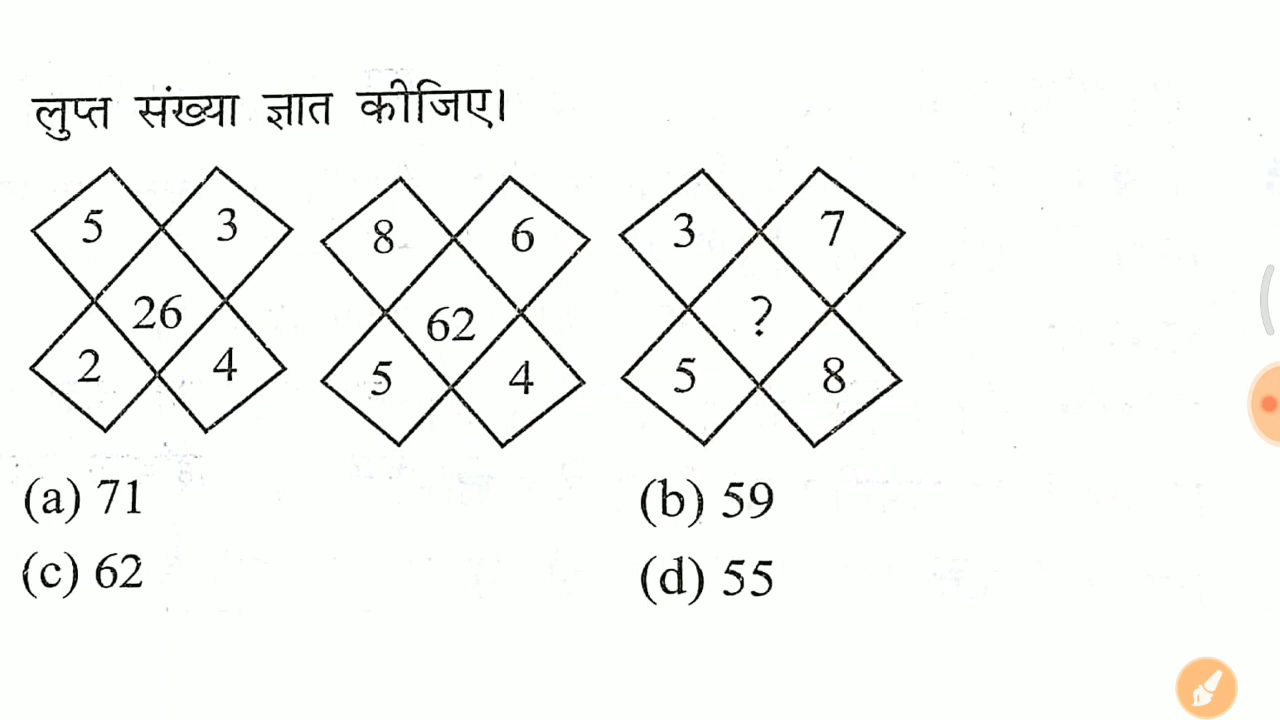 लुप्त संख्या ज्ञात कीजिए।
5 3 8 6 3 7
26 62 ?
2 4 5 4 5 8
(a) 71 (b) 59
(c) 62 (d) 55